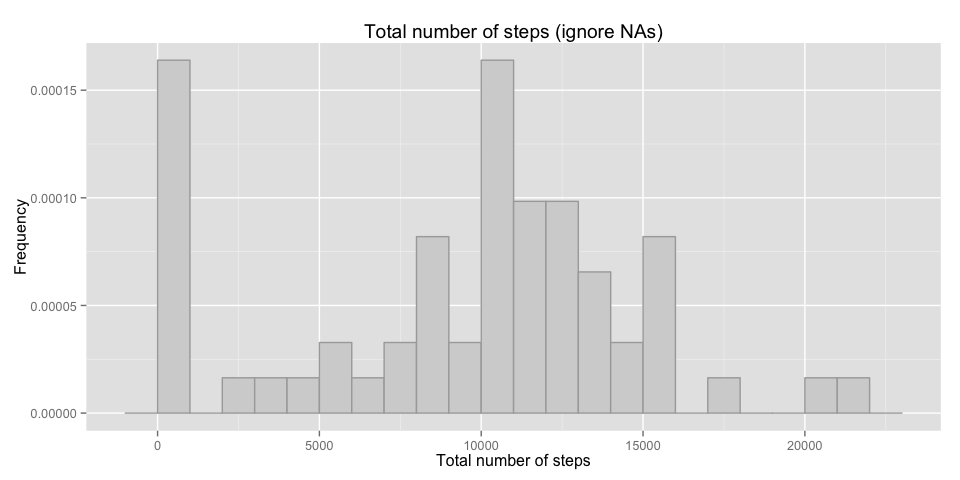 Total number of steps (ignore NAs)
Frequency
0.00015
0.00010
0.00005
0.00000
0 5000 10000 15000 20000
Total number of steps